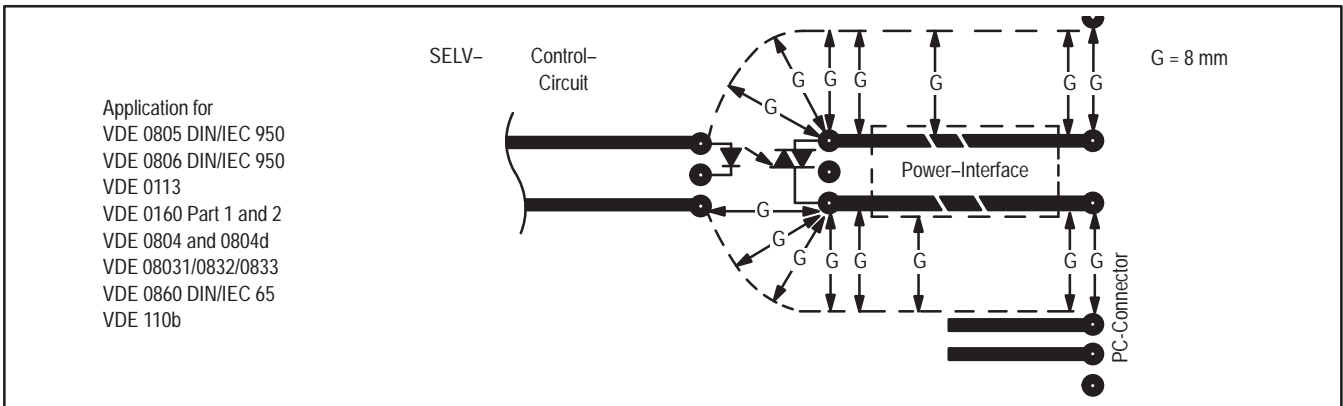 SELV–
Control–
Circuit
G = 8 mm
Application for
VDE 0805 DIN/IEC 950
VDE 0806 DIN/IEC 950
VDE 0113
VDE 0160 Part 1 and 2
VDE 0804 and 0804d
VDE 08031/0832/0833
VDE 0860 DIN/IEC 65
VDE 110b
G
G
G
G
G
G
G
Power–Interface
G
G
G
G
G
G
G
G
PC-Connector